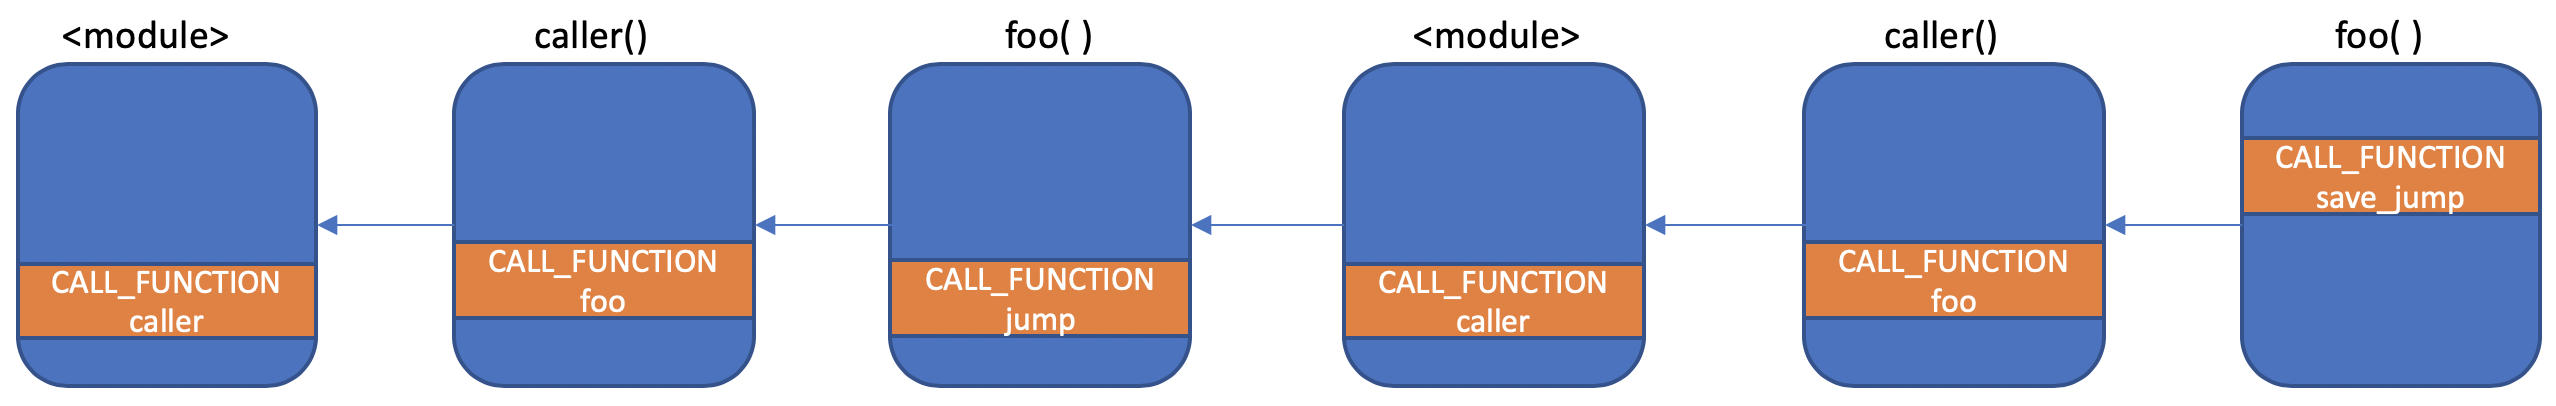 <module>
caller()
foo( )
<module>
caller()
foo( )
CALL_FUNCTION
caller
CALL_FUNCTION
foo
CALL_FUNCTION
jump
CALL_FUNCTION
caller
CALL_FUNCTION
foo
CALL_FUNCTION
save_jump